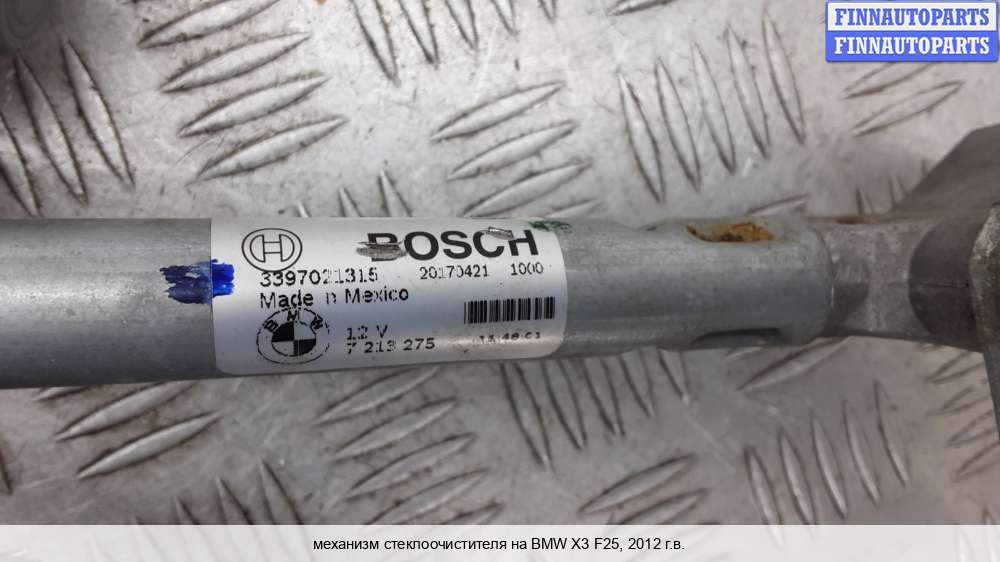 FINNAUTOPARTS
FINNAUTOPARTS
BOSCH
3397021315 20170421 1000
Made in Mexico
BMW
12 V
7 213 275
механизм стеклоочистителя на BMW X3 F25, 2012 г.в.